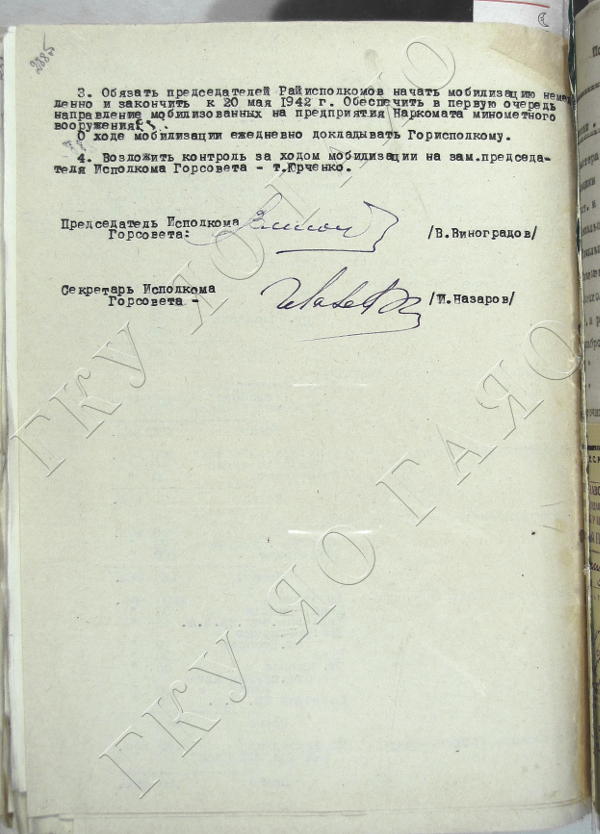 238б
3. Обязать председателей Райисполкомов начать мобилизацию немед
ленно и закончить к 20 мая 1942 г. Обеспечить в первую очередь
направление мобилизованных на предприятия Наркомата минометного
вооружения.
О ходе мобилизации ежедневно докладывать Горисполкому.
4. Возложить контроль за ходом мобилизации на зам.председа-
теля Исполкома Горсовета - т.Юрченко.
Председатель Исполкома
Горсовета:
/В.Виноградов/
Секретарь Исполкома
Горсовета -
/И.Назаров/
ГКУ ЯО ГАЯО
ГКУ ЯО ГАЯО